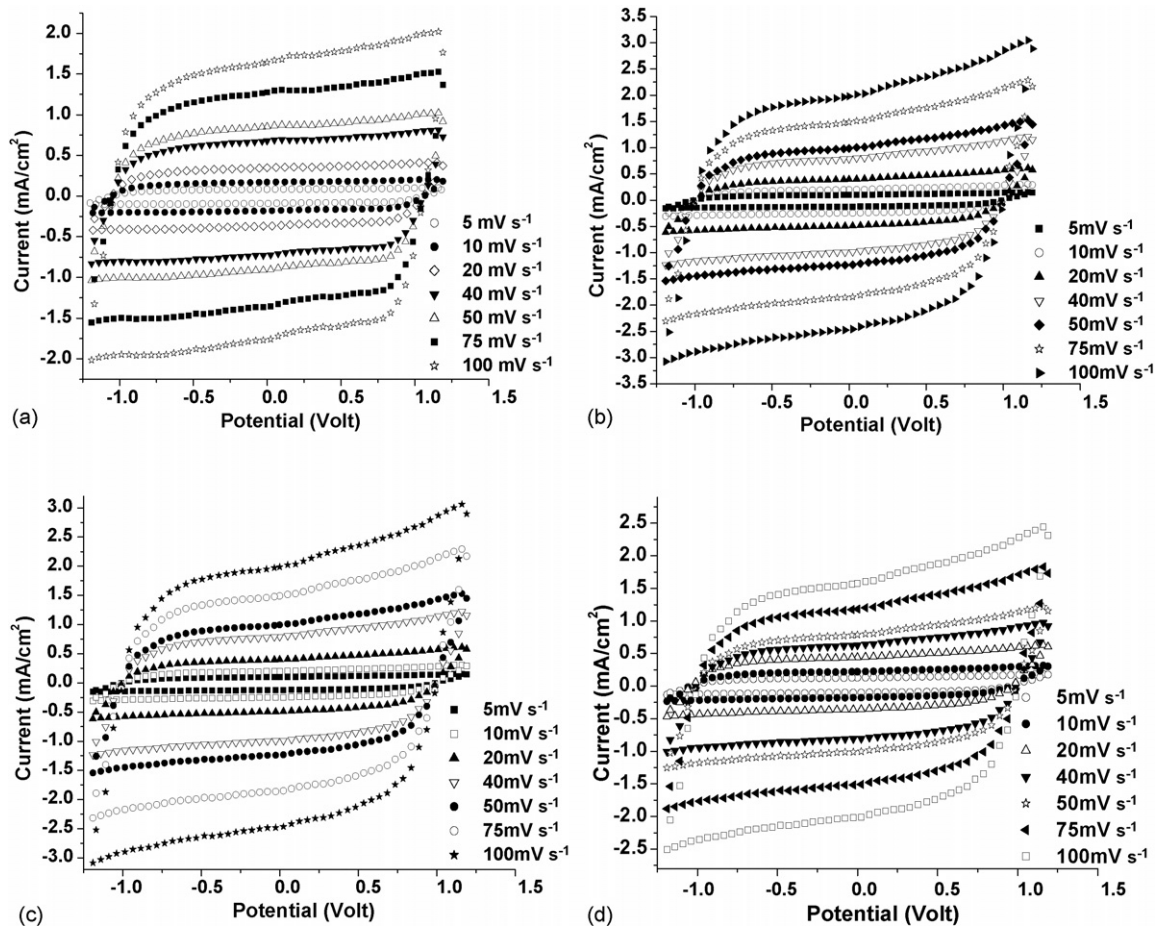 2.0
1.5
1.0
0.5
0.0
-0.5
-1.0
-1.5
-2.0
Current (mA/cm²)
5 mV s⁻¹
10 mV s⁻¹
20 mV s⁻¹
40 mV s⁻¹
50 mV s⁻¹
75 mV s⁻¹
100 mV s⁻¹
-1.0 -0.5 0.0 0.5 1.0 1.5
Potential (Volt)
(a)
3.5
3.0
2.5
2.0
1.5
1.0
0.5
0.0
-0.5
-1.0
-1.5
-2.0
-2.5
-3.0
-3.5
Current (mA/cm²)
5mV s⁻¹
10mV s⁻¹
20mV s⁻¹
40mV s⁻¹
50mV s⁻¹
75mV s⁻¹
100mV s⁻¹
-1.0 -0.5 0.0 0.5 1.0 1.5
Potential (Volt)
(b)
3.0
2.5
2.0
1.5
1.0
0.5
0.0
-0.5
-1.0
-1.5
-2.0
-2.5
-3.0
Current (mA/cm²)
5mV s⁻¹
10mV s⁻¹
20mV s⁻¹
40mV s⁻¹
50mV s⁻¹
75mV s⁻¹
100mV s⁻¹
-1.0 -0.5 0.0 0.5 1.0 1.5
Potential (Volt)
(c)
2.5
2.0
1.5
1.0
0.5
0.0
-0.5
-1.0
-1.5
-2.0
-2.5
Current (mA/cm²)
5mV s⁻¹
10mV s⁻¹
20mV s⁻¹
40mV s⁻¹
50mV s⁻¹
75mV s⁻¹
100mV s⁻¹
-1.0 -0.5 0.0 0.5 1.0 1.5
Potential (Volt)
(d)